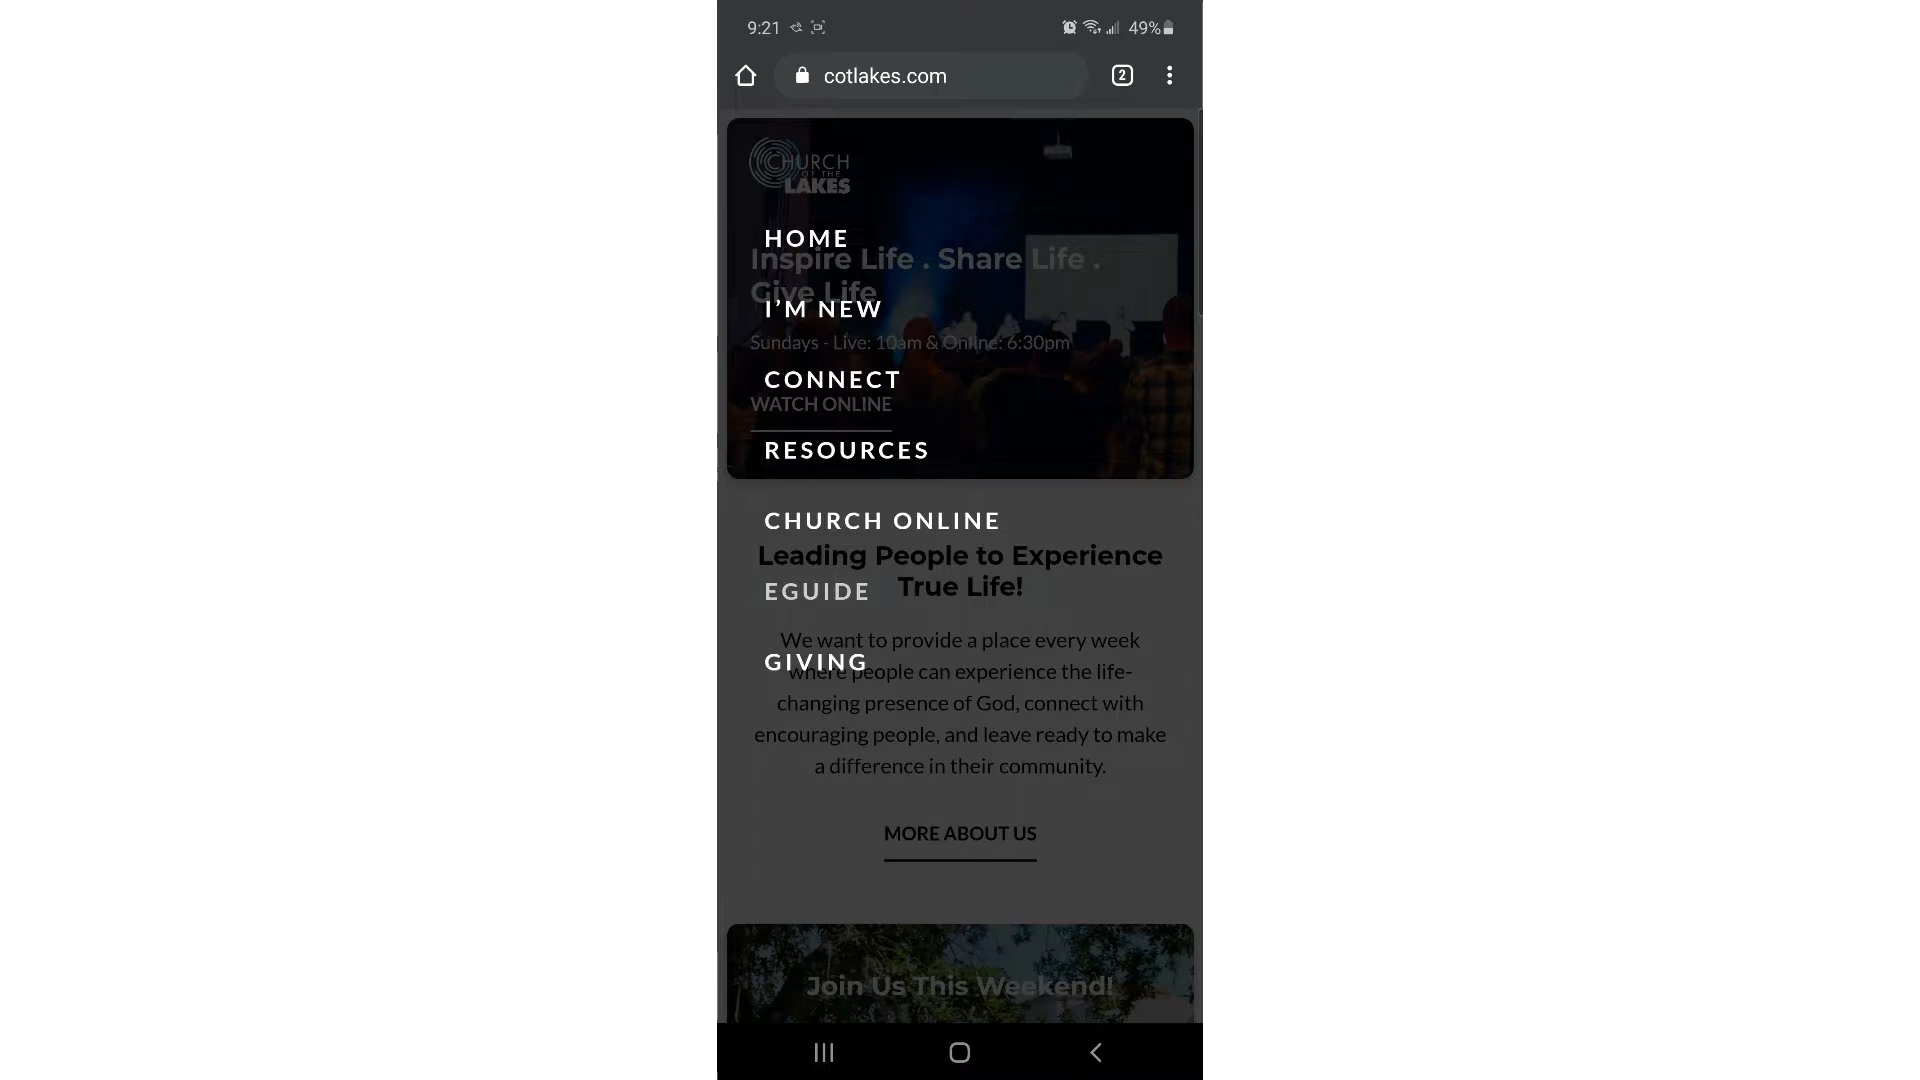 9:21
49%
cotlakes.com
2
CHURCH
OF THE
LAKES
HOME
Inspire Life . Share Life .
Give Life
I’M NEW
Sundays - Live: 10am & Online: 6:30pm
CONNECT
WATCH ONLINE
RESOURCES
CHURCH ONLINE
Leading People to Experience
True Life!
EGUIDE
We want to provide a place every week
GIVING
where people can experience the life-
changing presence of God, connect with
encouraging people, and leave ready to make
a difference in their community.
MORE ABOUT US
Join Us This Weekend!